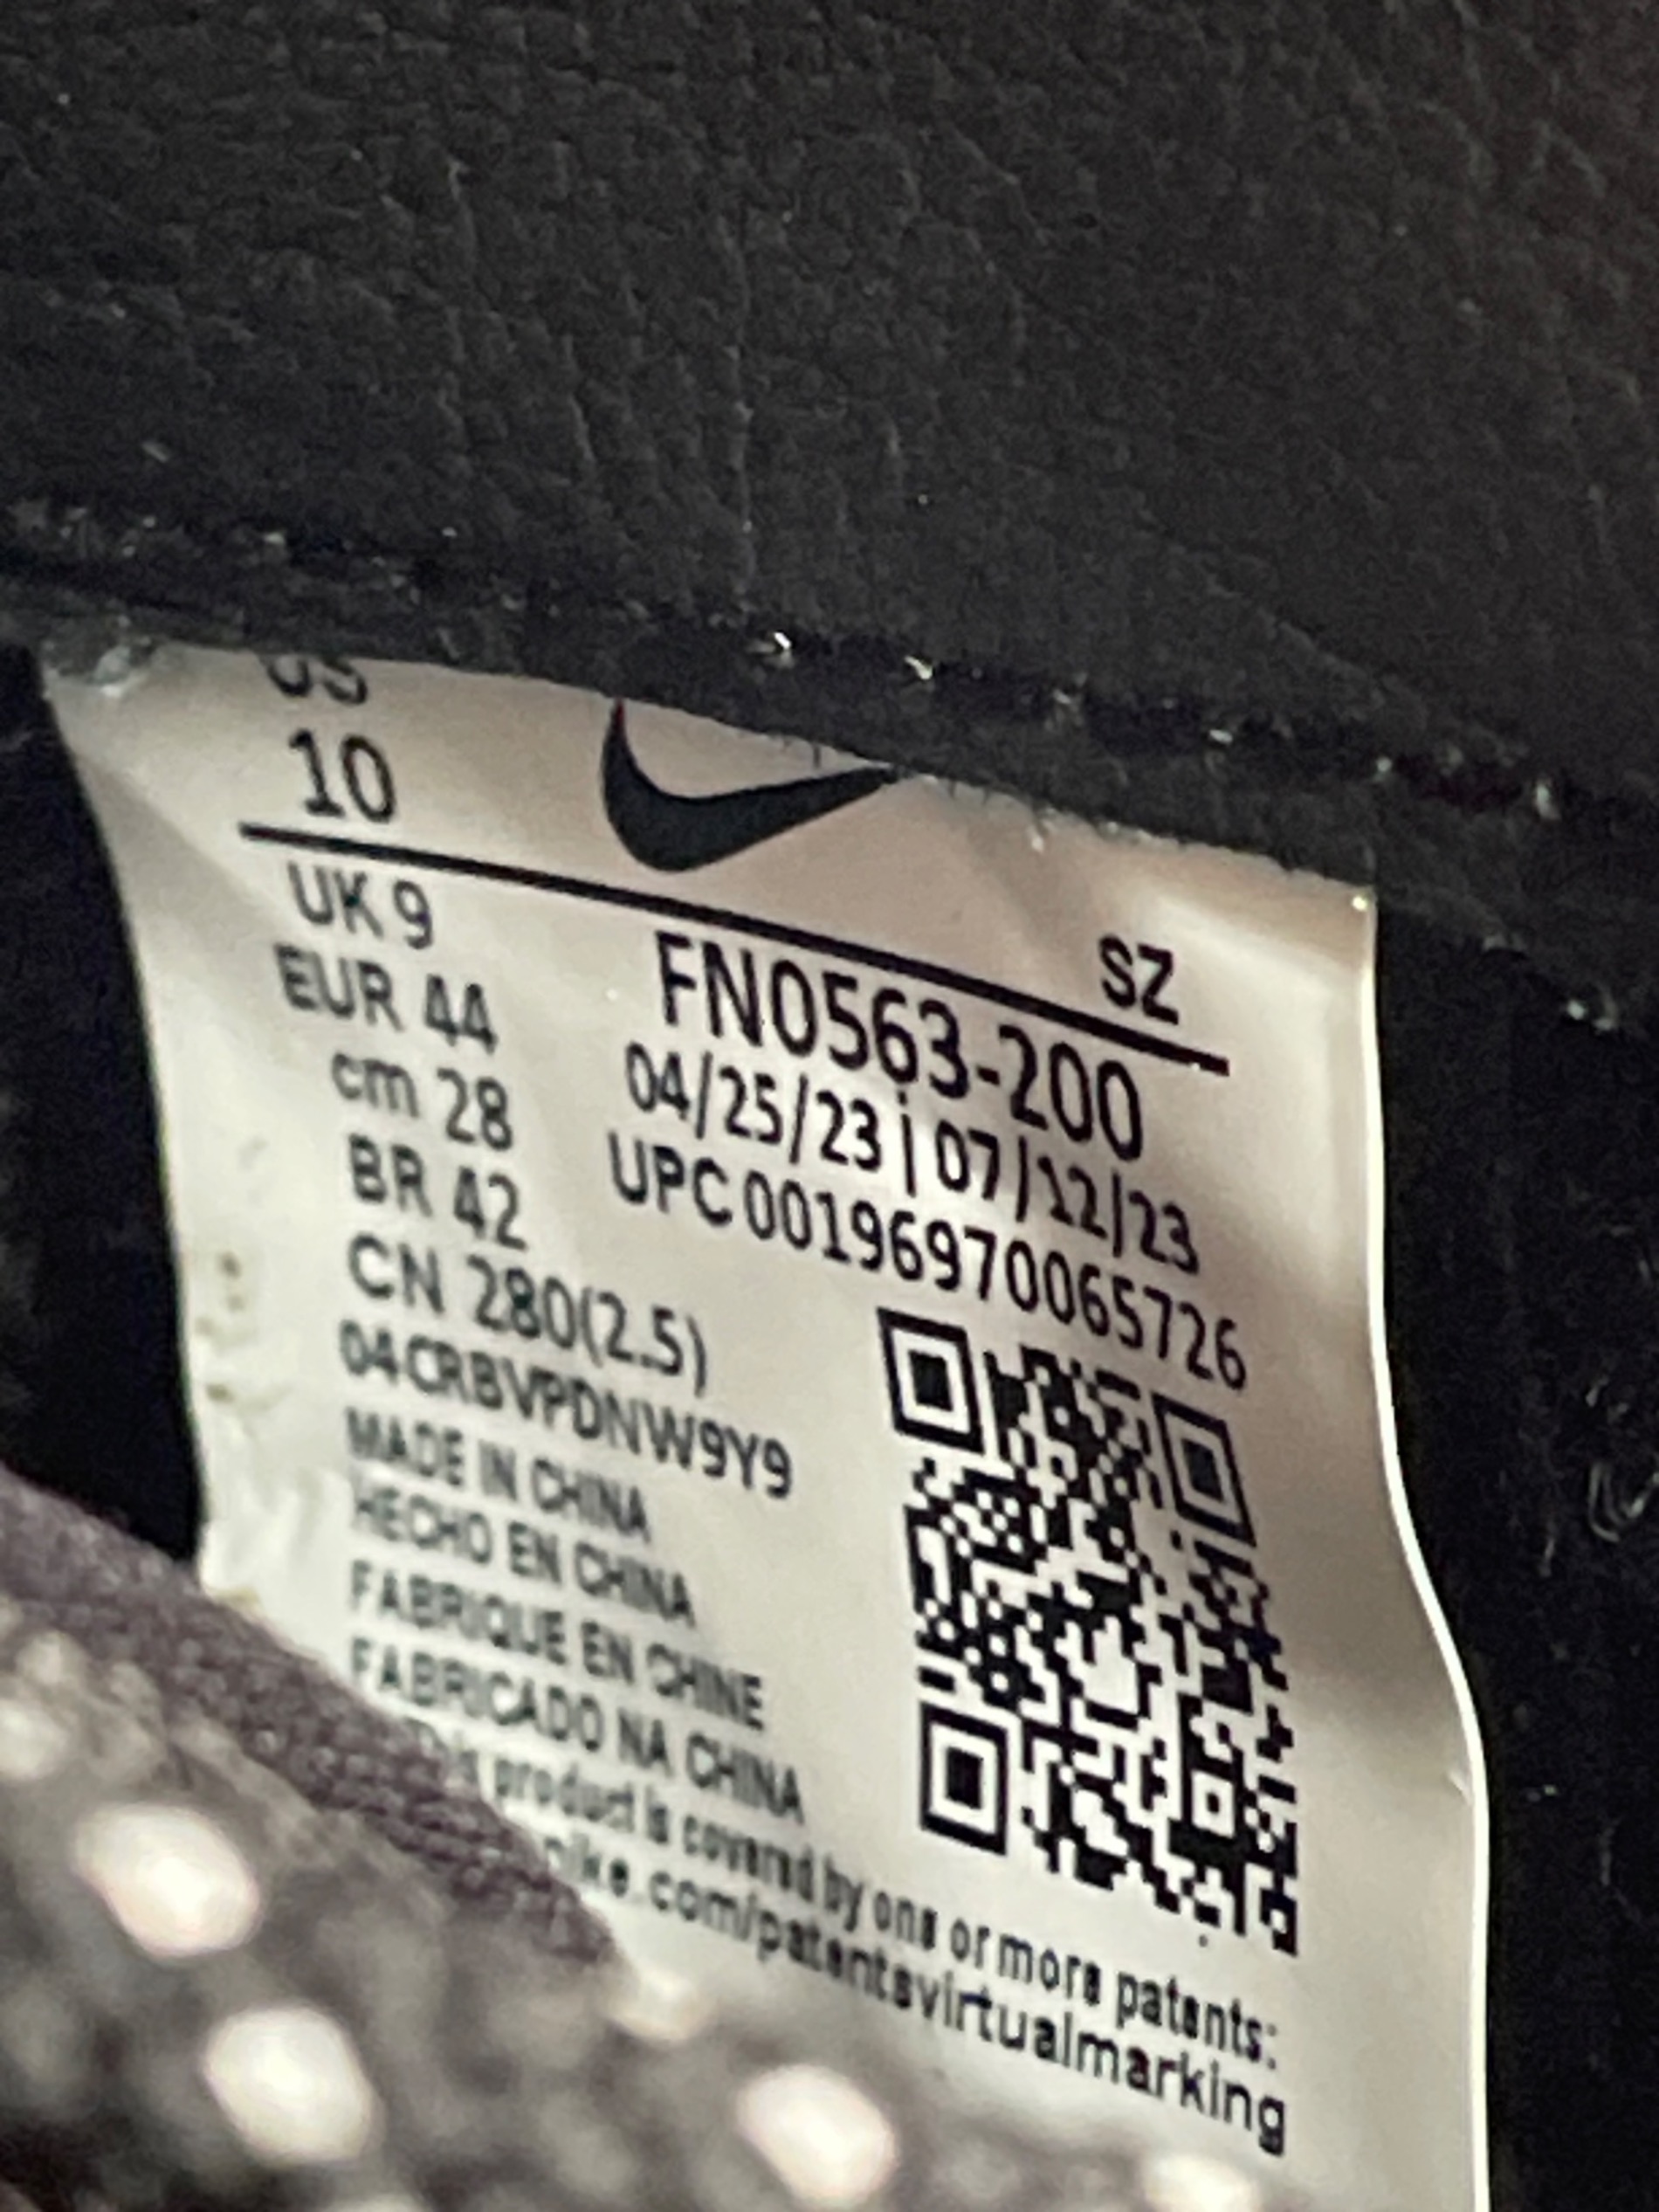 US
10
SZ
UK 9
EUR 44
cm 28
BR 42
CN 280(2.5)
04CRBVPDNW9Y9
FN0563-200
04/25/23 | 07/12/23
UPC 00196970065726
MADE IN CHINA
HECHO EN CHINA
FABRIQUE EN CHINE
FABRICADO NA CHINA
product is covered by one or more patents:
nike.com/patentsvirtualmarking